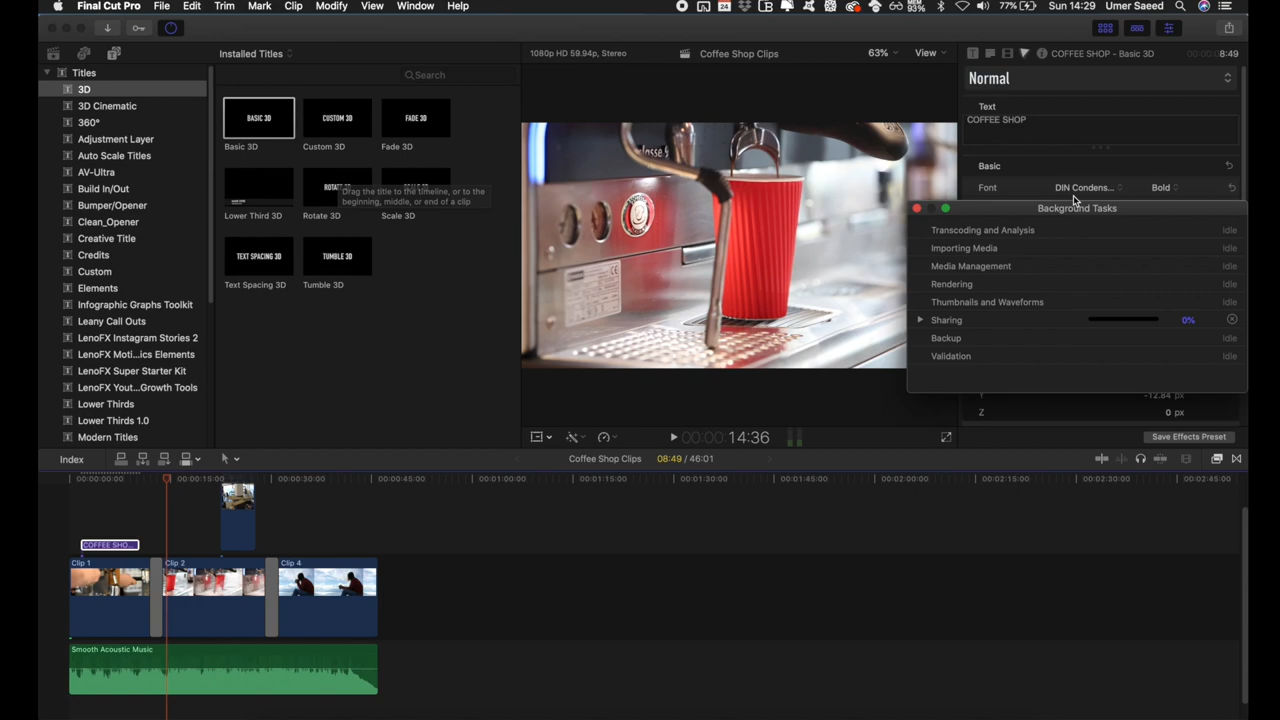 Final Cut Pro File Edit Trim Mark Clip Modify View Window Help
24 MEM 93% 77% Sun 14:29 Umer Saeed
Installed Titles
1080p HD 59.94p, Stereo Coffee Shop Clips 63% View
COFFEE SHOP - Basic 3D 00:00:08:49
Titles
3D
3D Cinematic
360°
Adjustment Layer
Auto Scale Titles
AV-Ultra
Build In/Out
Bumper/Opener
Clean_Opener
Creative Title
Credits
Custom
Elements
Infographic Graphs Toolkit
Leany Call Outs
LenoFX Instagram Stories 2
LenoFX Moti...ics Elements
LenoFX Super Starter Kit
LenoFX Yout...Growth Tools
Lower Thirds
Lower Thirds 1.0
Modern Titles
Search
BASIC 3D CUSTOM 3D FADE 3D
Basic 3D Custom 3D Fade 3D
Drag the title to the timeline, or to the
beginning, middle, or end of a clip
Lower Third 3D Rotate 3D Scale 3D
TEXT SPACING 3D TUMBLE 3D
Text Spacing 3D Tumble 3D
Normal
Text
COFFEE SHOP
Basic
Font DIN Condens... Bold
Background Tasks
Transcoding and Analysis Idle
Importing Media Idle
Media Management Idle
Rendering Idle
Thumbnails and Waveforms Idle
Sharing 0%
Backup Idle
Validation Idle
Y -12.84 px
Z 0 px
Save Effects Preset
00:00:14:36
Index
Coffee Shop Clips 08:49 / 46:01
00:00:00:00 00:00:15:00 00:00:30:00 00:00:45:00 00:01:00:00 00:01:15:00 00:01:30:00 00:01:45:00 00:02:00:00 00:02:15:00 00:02:30:00 00:02:45:00
COFFEE SHO...
Clip 1 Clip 2 Clip 4
Smooth Acoustic Music